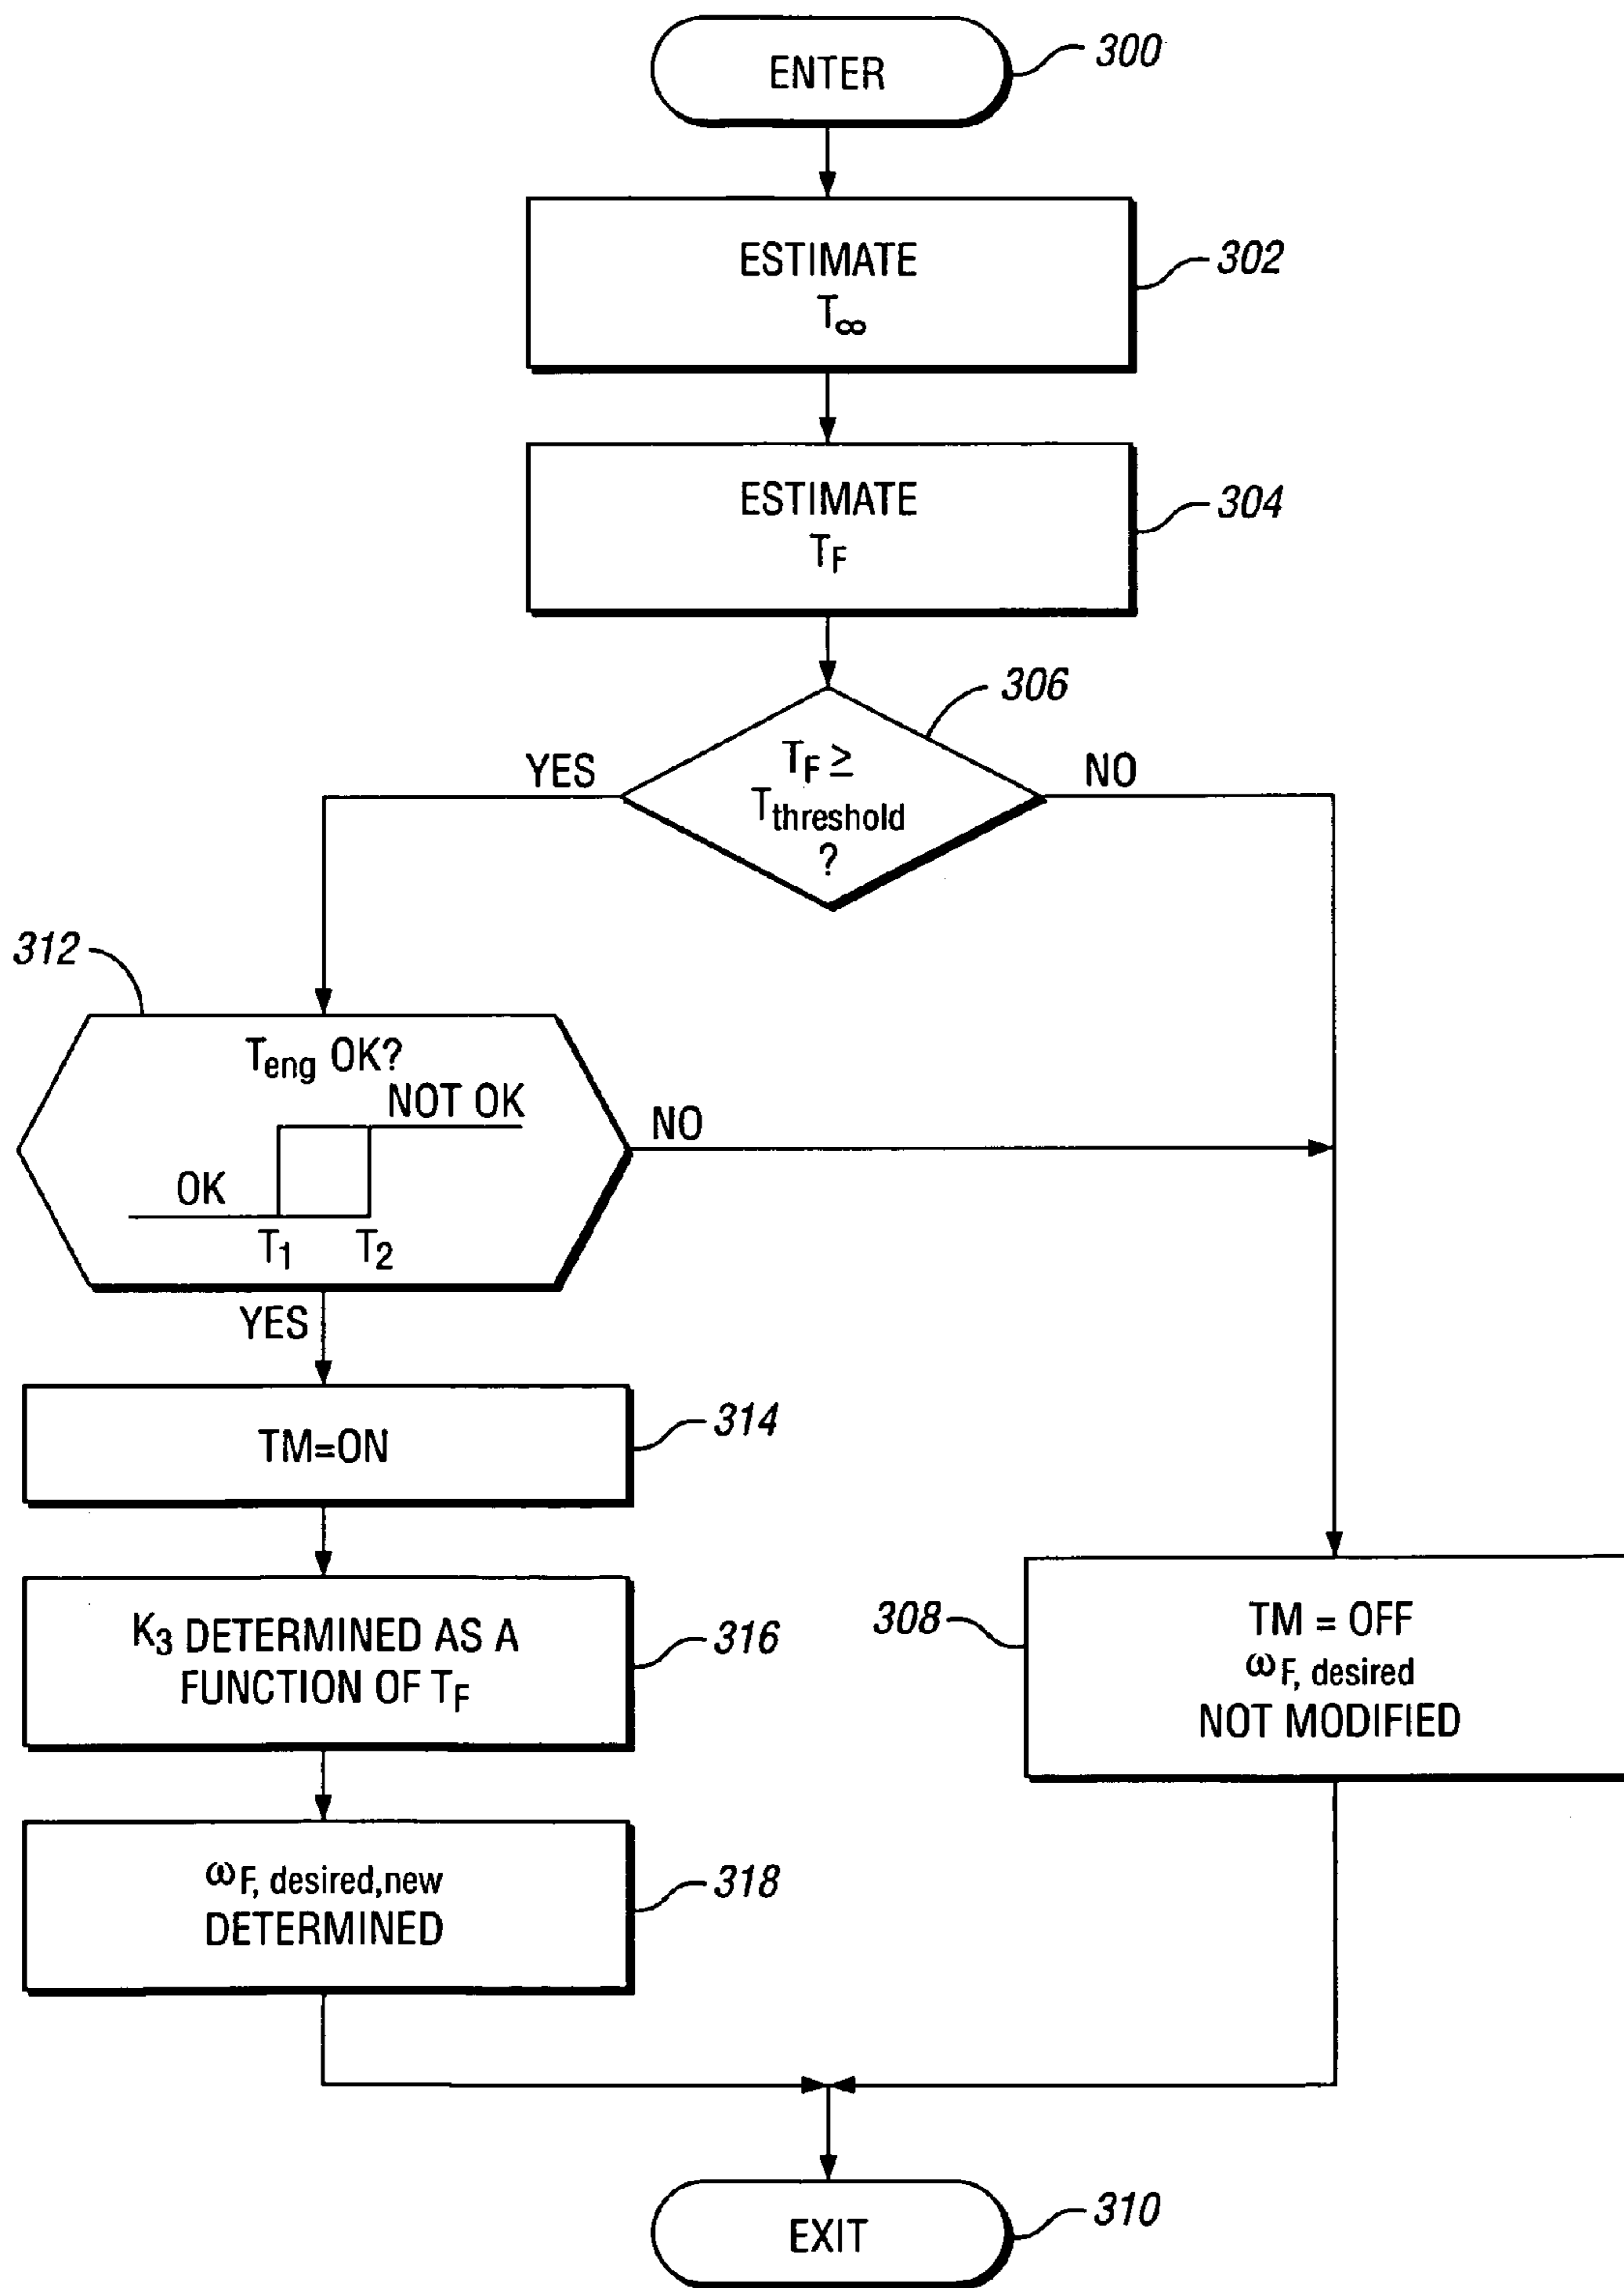 ENTER
300
ESTIMATE
T∞
302
ESTIMATE
TF
304
306
TF ≥
Tthreshold
?
YES
NO
312
Teng OK?
NOT OK
OK
T1 T2
NO
YES
TM=ON
314
K3 DETERMINED AS A
FUNCTION OF TF
316
308
TM = OFF
ωF, desired
NOT MODIFIED
ωF, desired,new
DETERMINED
318
EXIT
310